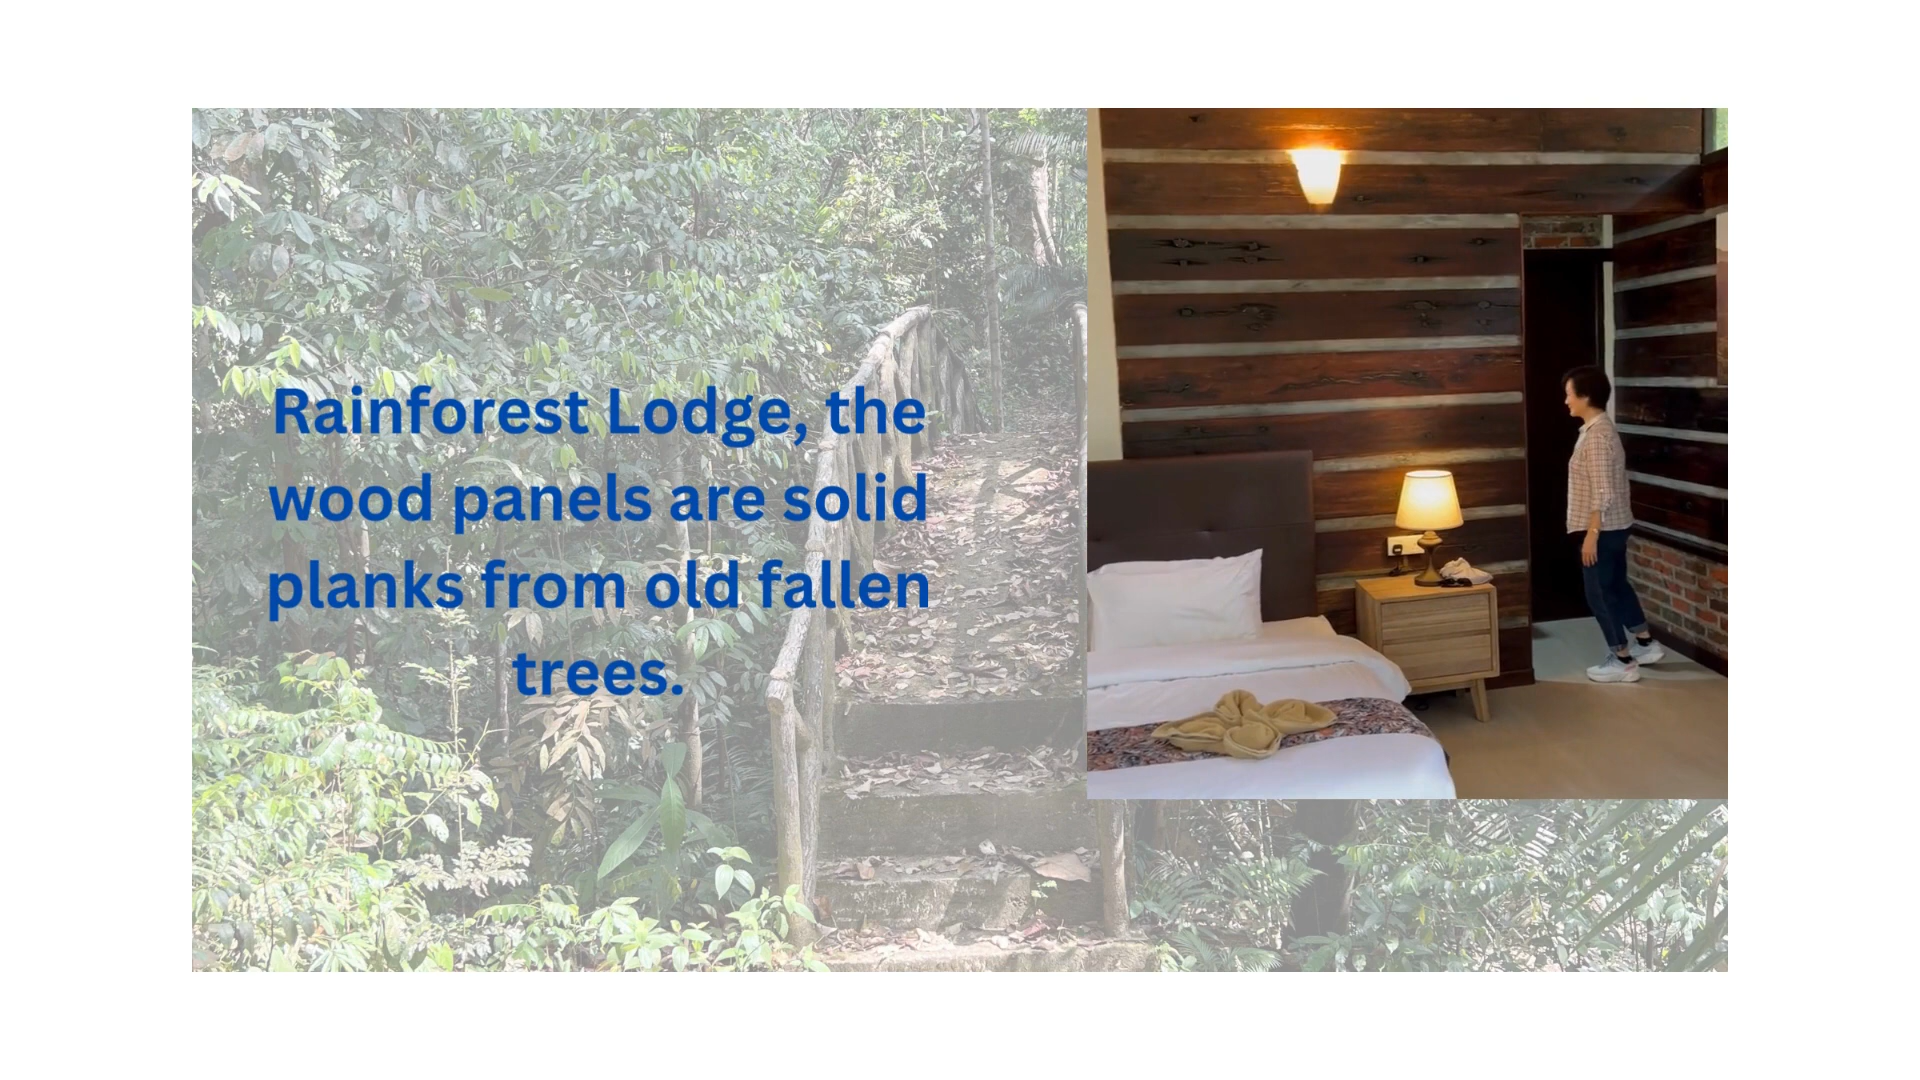 Rainforest Lodge, the
wood panels are solid
planks from old fallen
trees.